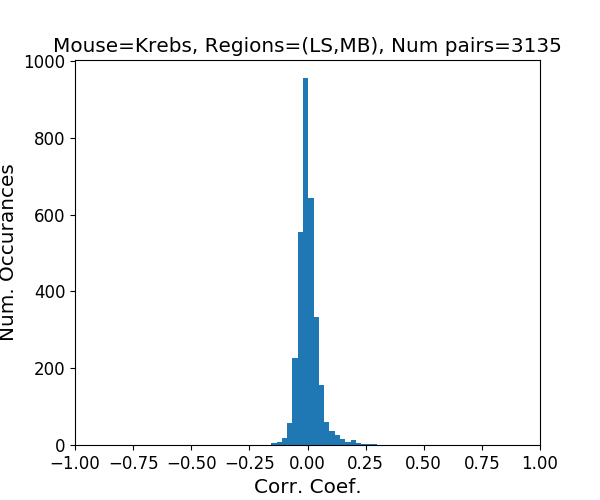 Mouse=Krebs, Regions=(LS,MB), Num pairs=3135
1000
800
600
400
200
0
Num. Occurances
−1.00 −0.75 −0.50 −0.25 0.00 0.25 0.50 0.75 1.00
Corr. Coef.